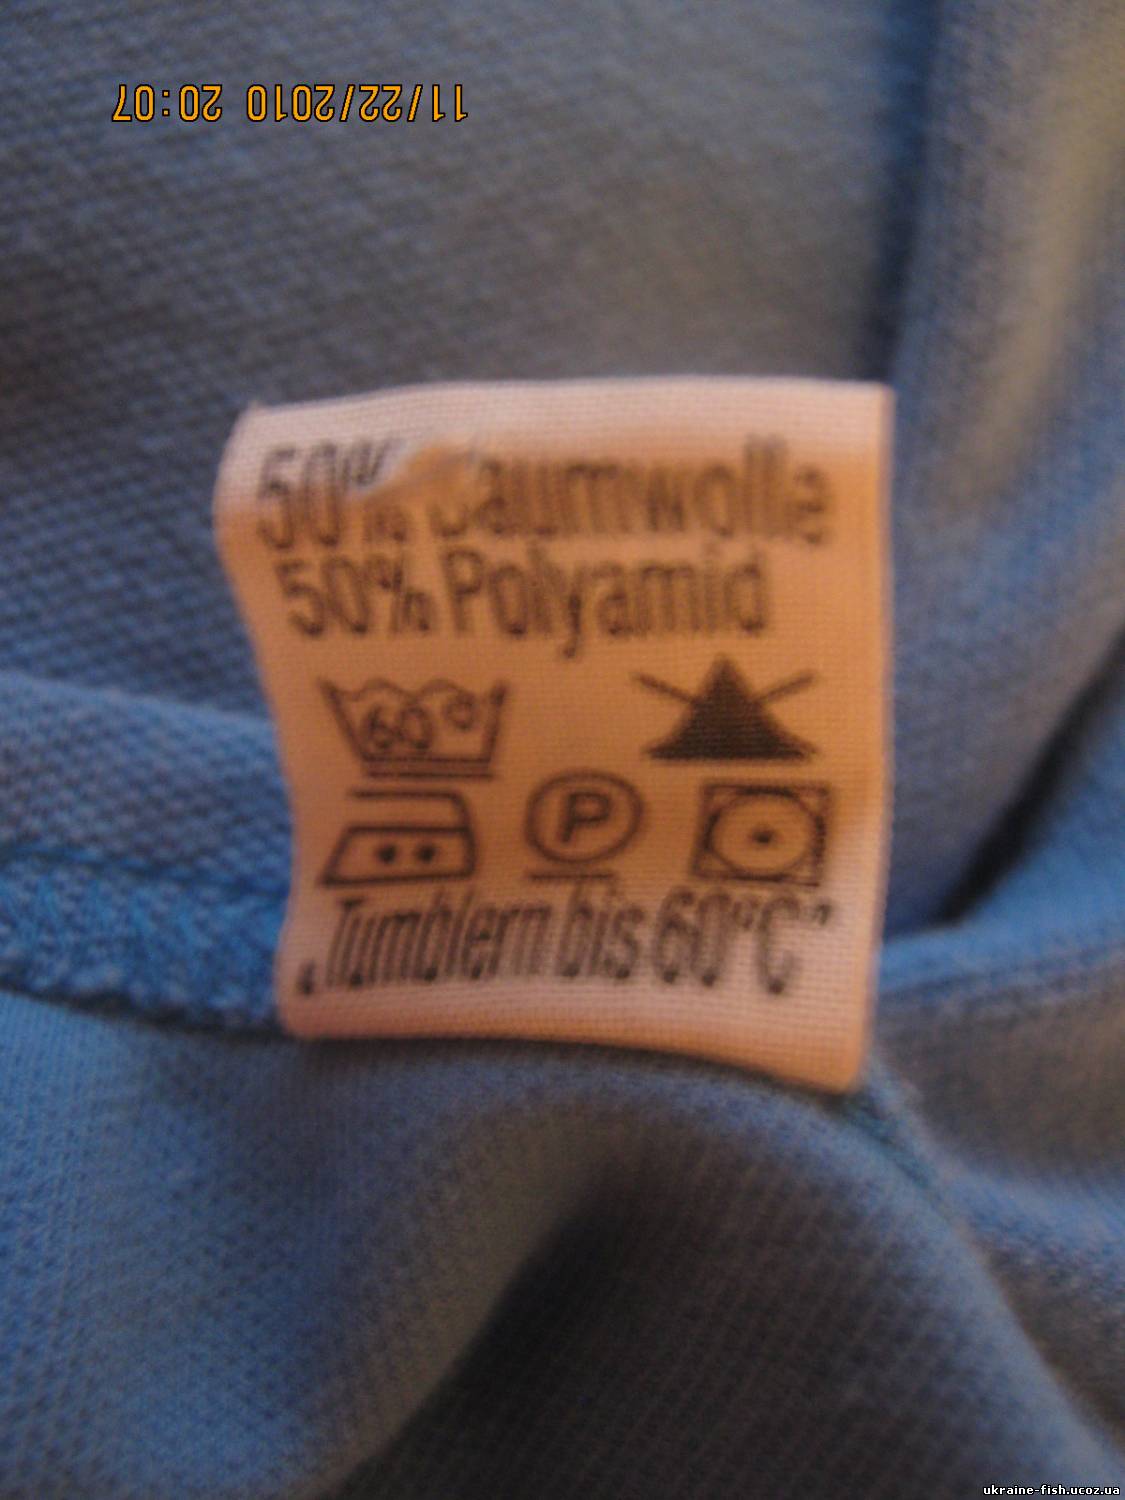 11/22/2010 20:07
50% Baumwolle
50% Polyamid
60°
P
„Tumblern bis 60°C“
ukraine-fish.ucoz.ua